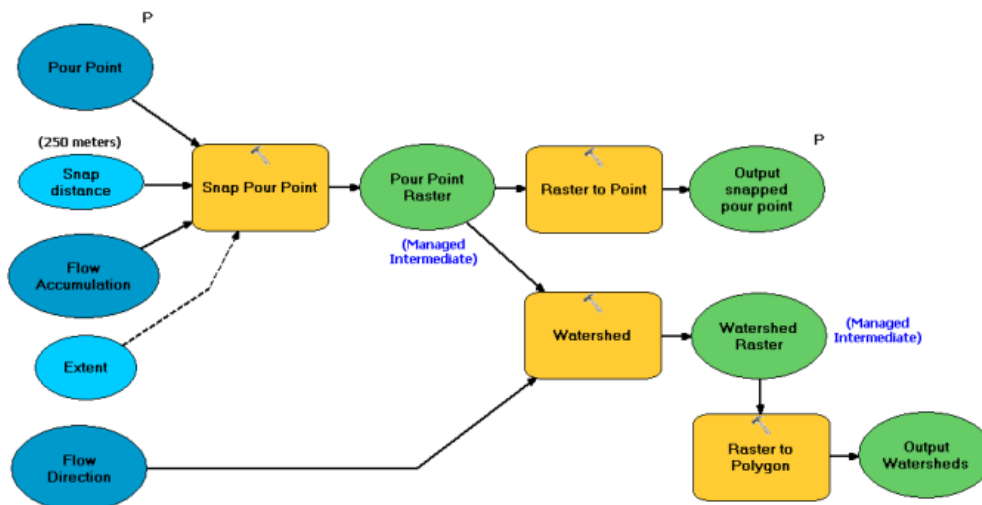 P
Pour Point
(250 meters)
Snap
distance
Snap Pour Point
Pour Point
Raster
Raster to Point
P
Output
snapped
pour point
(Managed
Intermediate)
Flow
Accumulation
Extent
Watershed
Watershed
Raster
(Managed
Intermediate)
Flow
Direction
Raster to
Polygon
Output
Watersheds